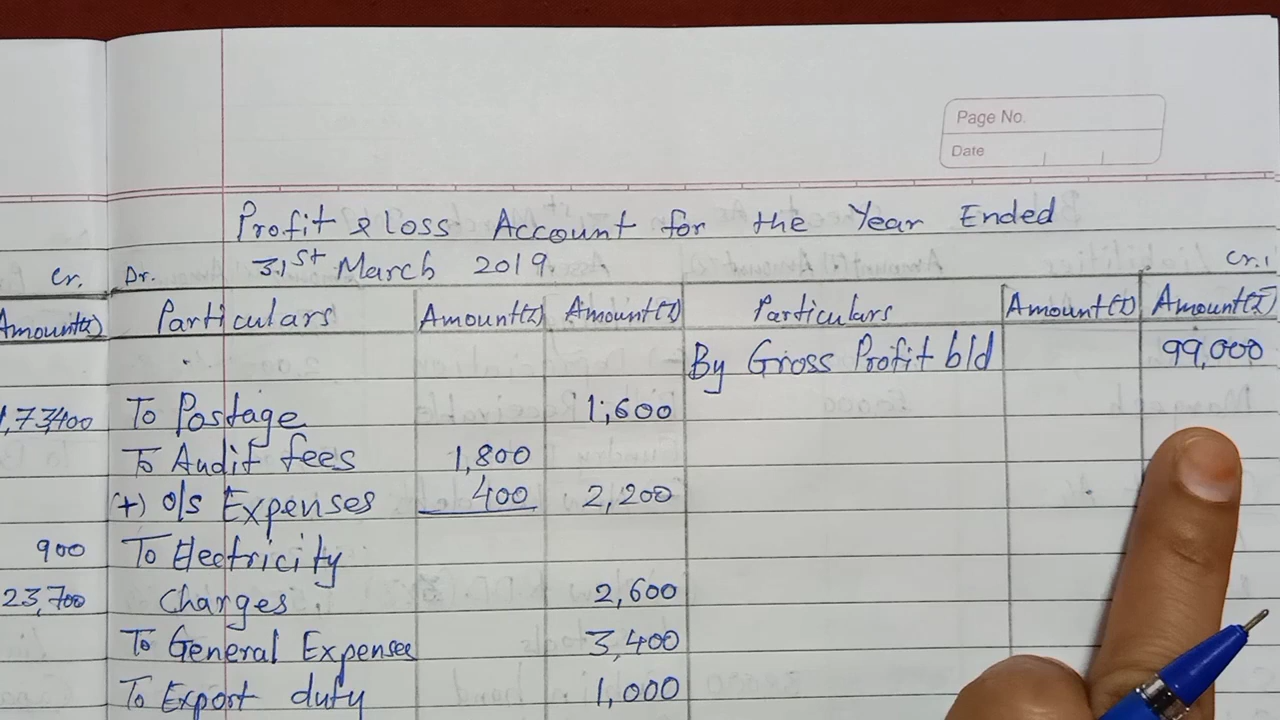 Page No.
Date
Profit & loss Account for the Year Ended
31st March 2019
Cr. Dr. Cr.
Amount(₹) Particulars Amount(₹) Amount(₹) Particulars Amount(₹) Amount(₹)
By Gross Profit b/d 99,000
1,73,400 To Postage 1,600
To Audit fees 1,800
(+) o/s Expenses 400 2,200
900 To Electricity
23,700 Charges 2,600
To General Expenses 3,400
To Export duty 1,000